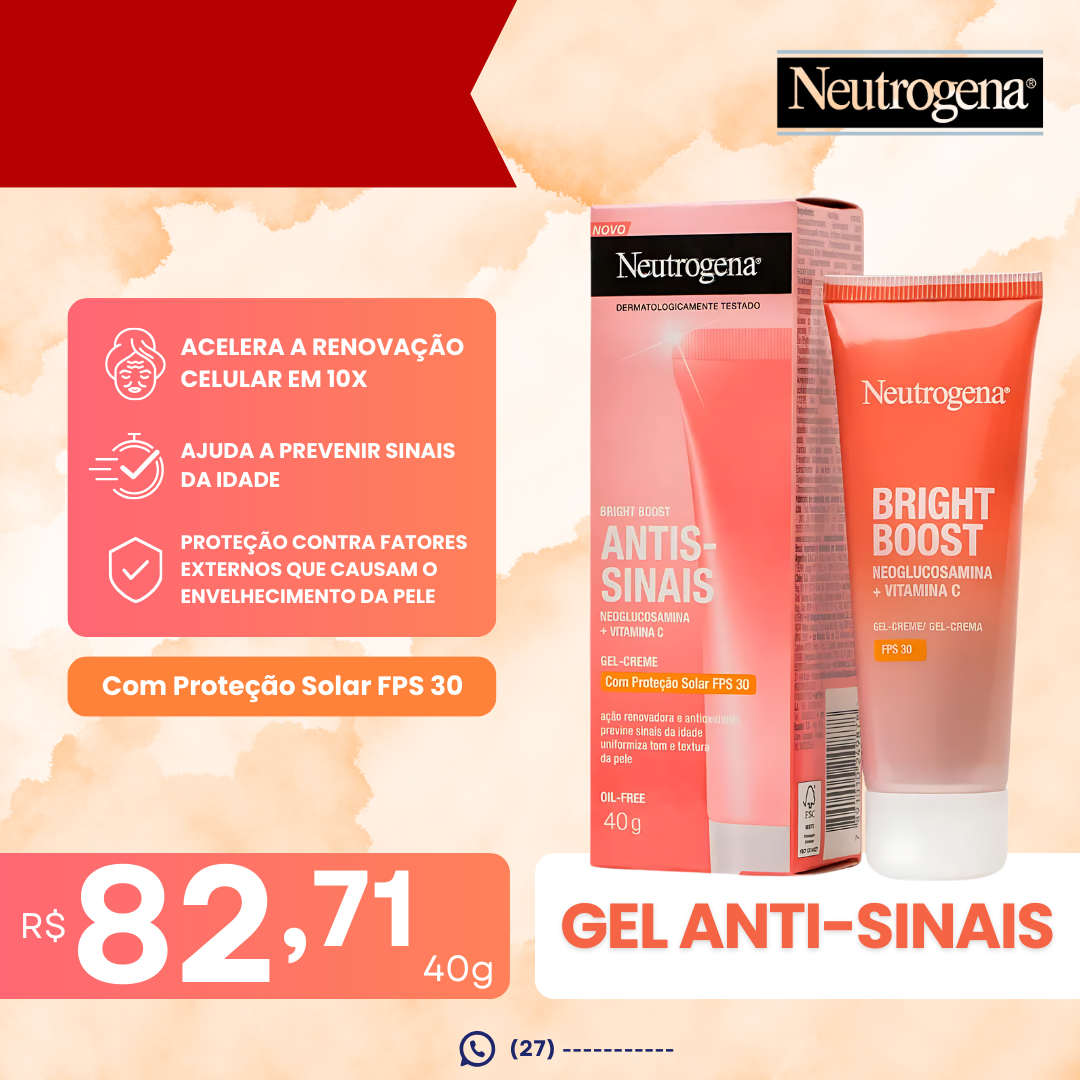 Neutrogena®
NOVO
Neutrogena®
DERMATOLOGICAMENTE TESTADO
ACELERA A RENOVAÇÃO
CELULAR EM 10X
AJUDA A PREVENIR SINAIS
DA IDADE
PROTEÇÃO CONTRA FATORES
EXTERNOS QUE CAUSAM O
ENVELHECIMENTO DA PELE
Com Proteção Solar FPS 30
BRIGHT BOOST
ANTIS-
SINAIS
NEOGLUCOSAMINA
+ VITAMINA C
GEL-CREME
Com Proteção Solar FPS 30
ação renovadora e antioxidante
previne sinais da idade
uniformiza tom e textura
da pele
OIL-FREE
40g
FSC
Neutrogena®
BRIGHT
BOOST
NEOGLUCOSAMINA
+ VITAMINA C
GEL-CREME/ GEL-CREMA
FPS 30
R$ 82,71
40g
GEL ANTI-SINAIS
(27) -----------